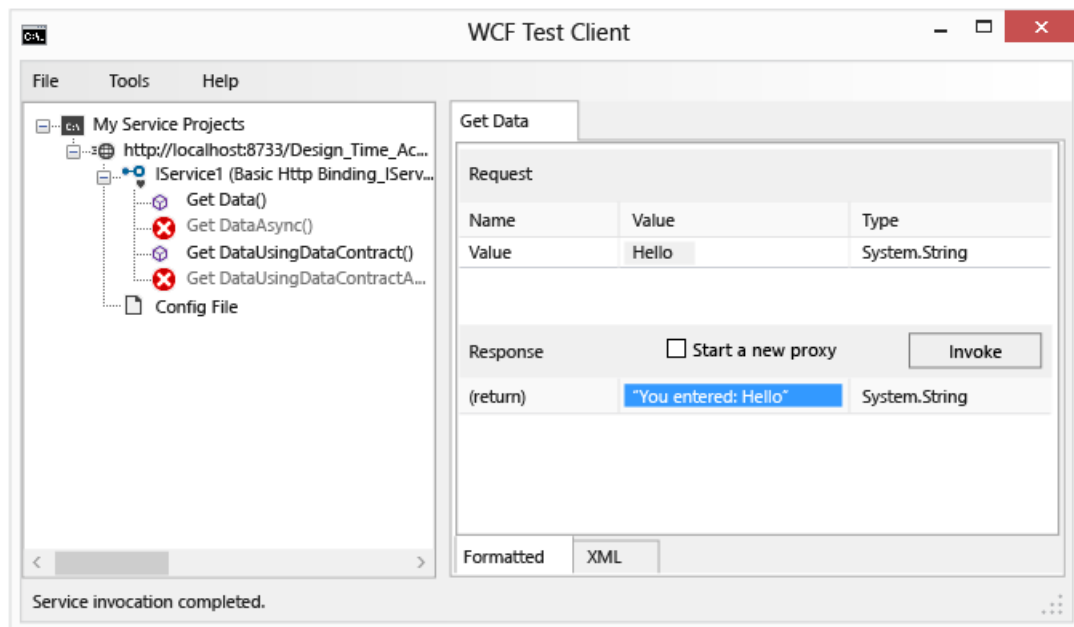 WCF Test Client
File Tools Help
My Service Projects
http://localhost:8733/Design_Time_Ac...
IService1 (Basic Http Binding_IServ...
Get Data()
Get DataAsync()
Get DataUsingDataContract()
Get DataUsingDataContractA...
Config File
Get Data
Request
Name Value Type
Value Hello System.String
Response Start a new proxy Invoke
(return) "You entered: Hello" System.String
Formatted XML
Service invocation completed.